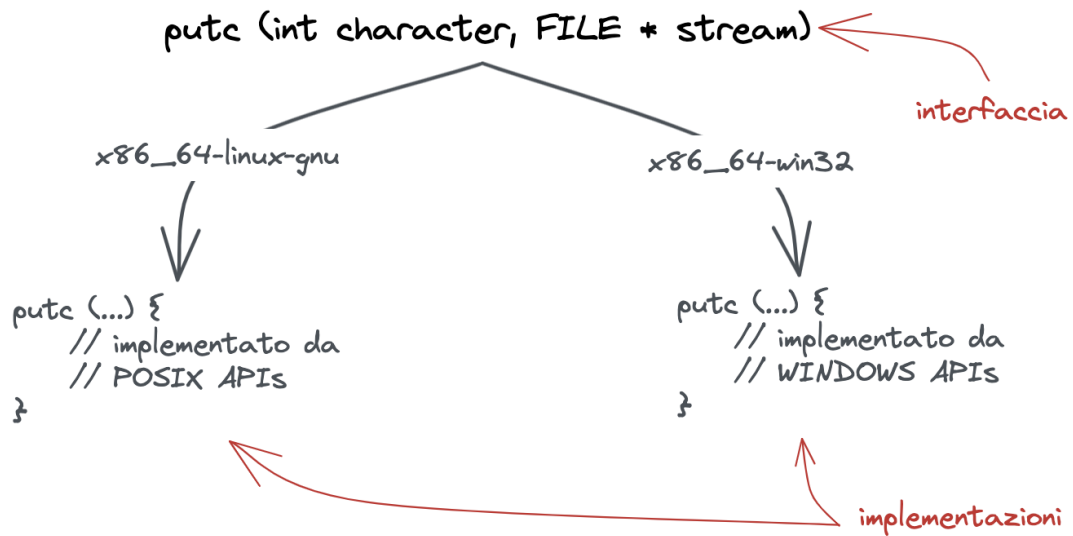 putc (int character, FILE * stream)
interfaccia
x86_64-linux-gnu
x86_64-win32
putc (...) {
// implementato da
// POSIX APIs
}
putc (...) {
// implementato da
// WINDOWS APIs
}
implementazioni